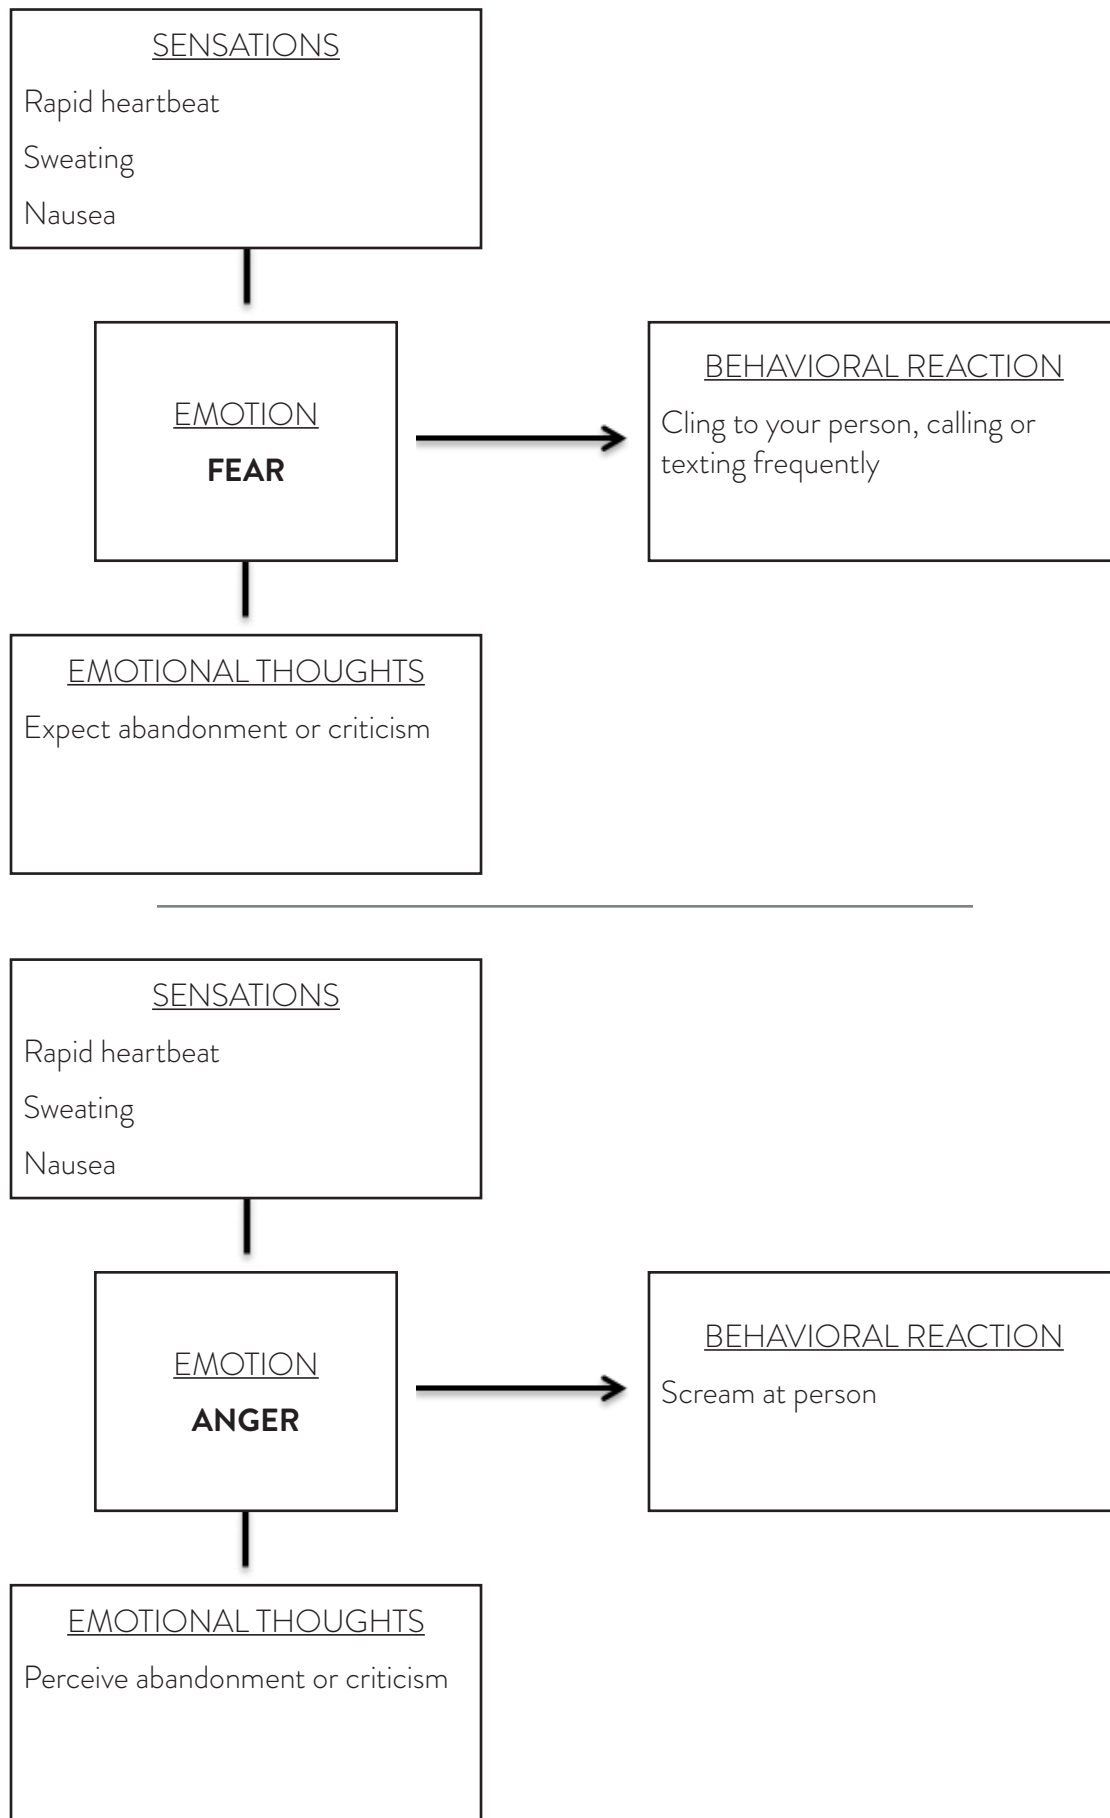 SENSATIONS
Rapid heartbeat
Sweating
Nausea
EMOTION
FEAR
BEHAVIORAL REACTION
Cling to your person, calling or
texting frequently
EMOTIONAL THOUGHTS
Expect abandonment or criticism
SENSATIONS
Rapid heartbeat
Sweating
Nausea
EMOTION
ANGER
BEHAVIORAL REACTION
Scream at person
EMOTIONAL THOUGHTS
Perceive abandonment or criticism